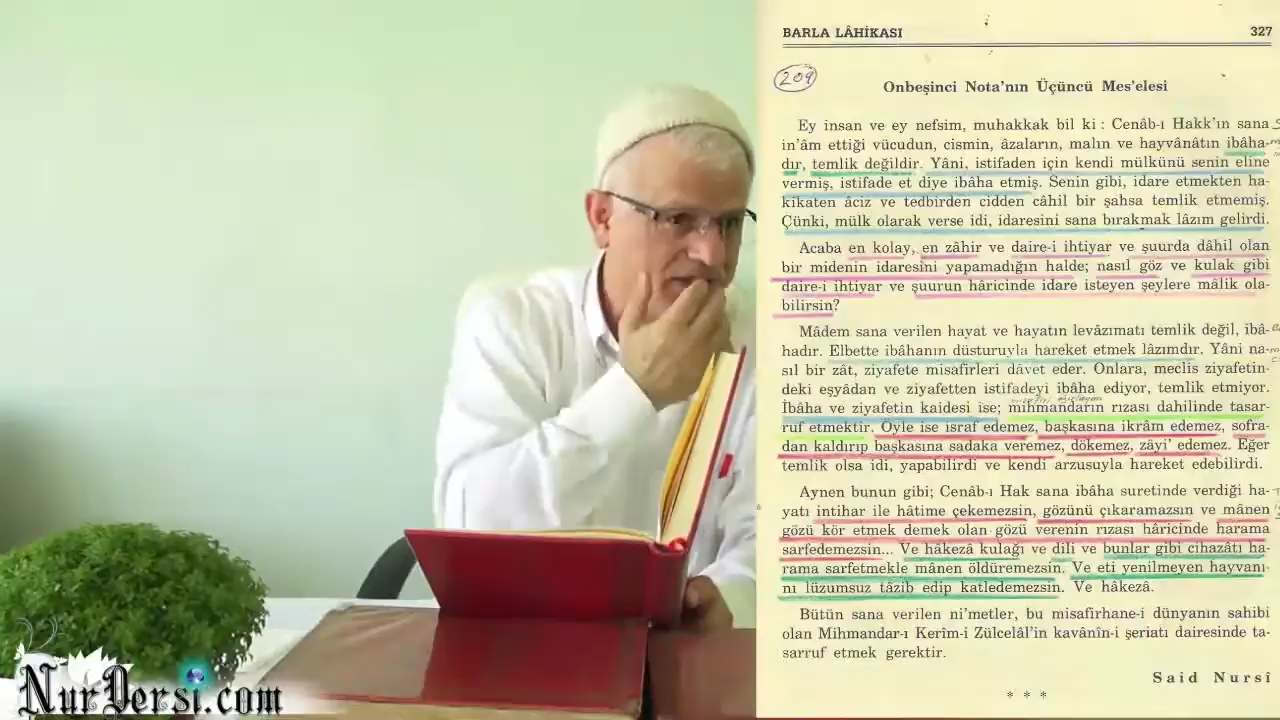 BARLA LÂHİKASI 327
209
Onbeşinci Nota'nın Üçüncü Mes'elesi
Ey insan ve ey nefsim, muhakkak bil ki : Cenâb-ı Hakk'ın sana
in'âm ettiği vücudun, cismin, âzaların, malın ve hayvânâtın ibâha-
dır, temlik değildir. Yâni, istifaden için kendi mülkünü senin eline
vermiş, istifade et diye ibâha etmiş. Senin gibi, idare etmekten ha-
kikaten âciz ve tedbirden cidden câhil bir şahsa temlik etmemiş.
Çünki, mülk olarak verse idi, idaresini sana bırakmak lâzım gelirdi.
Acaba en kolay, en zâhir ve daire-i ihtiyar ve şuurda dâhil olan
bir midenin idaresini yapamadığın halde; nasıl göz ve kulak gibi
daire-i ihtiyar ve şuurun hâricinde idare isteyen şeylere mâlik ola-
bilirsin?
Mâdem sana verilen hayat ve hayatın levâzımatı temlik değil, ibâ-
hadır. Elbette ibâhanın düsturuyla hareket etmek lâzımdır. Yâni na-
sıl bir zât, ziyafete misafirleri dâvet eder. Onlara, meclis ziyafetin-
deki eşyâdan ve ziyafetten istifadeyi ibâha ediyor, temlik etmiyor.
İbâha ve ziyafetin kaidesi ise; mihmandarın rızası dahilinde tasar-
ruf etmektir. Öyle ise israf edemez, başkasına ikrâm edemez, sofra-
dan kaldırıp başkasına sadaka veremez, dökemez, zâyi' edemez. Eğer
temlik olsa idi, yapabilirdi ve kendi arzusuyla hareket edebilirdi.
Aynen bunun gibi; Cenâb-ı Hak sana ibâha suretinde verdiği ha-
yatı intihar ile hâtime çekemezsin, gözünü çıkaramazsın ve mânen
gözü kör etmek demek olan gözü verenin rızası hâricinde harama
sarfedemezsin... Ve hâkezâ kulağı ve dili ve bunlar gibi cihazâtı ha-
rama sarfetmekle mânen öldüremezsin. Ve eti yenilmeyen hayvanı-
nı lüzumsuz tâzib edip katledemezsin. Ve hâkezâ.
Bütün sana verilen ni'metler, bu misafirhane-i dünyanın sahibi
olan Mihmandar-ı Kerîm-i Zülcelâl'in kavânîn-i şeriatı dairesinde ta-
sarruf etmek gerektir.
Said Nursî
* * *
NurDersi.com